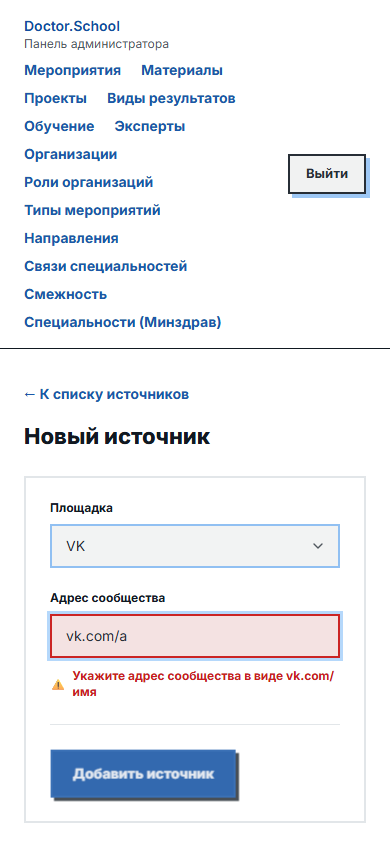 Doctor.School
Панель администратора
Мероприятия Материалы
Проекты Виды результатов
Обучение Эксперты
Организации
Роли организаций
Типы мероприятий
Направления
Связи специальностей
Смежность
Специальности (Минздрав)
Выйти
← К списку источников
Новый источник
Площадка
VK
Адрес сообщества
vk.com/a
Укажите адрес сообщества в виде vk.com/
имя
Добавить источник